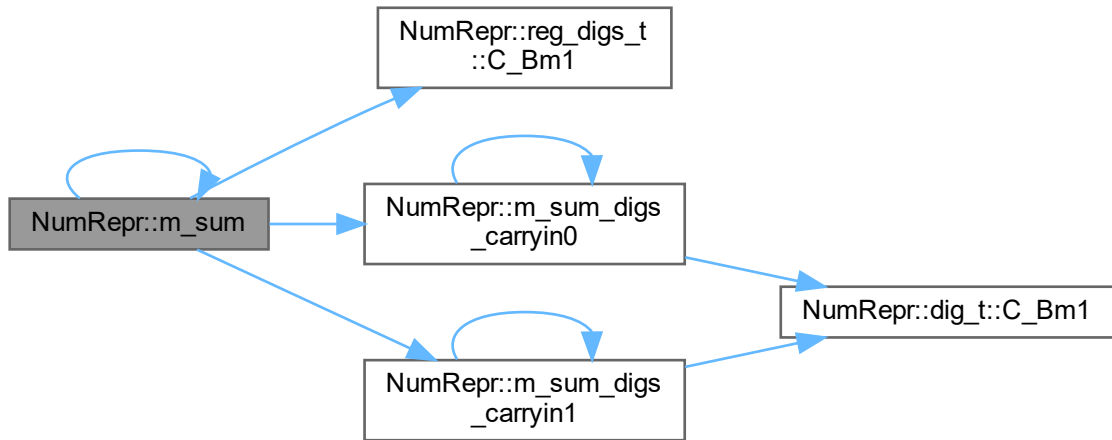 NumRepr::reg_digs_t
::C_Bm1
NumRepr::m_sum
NumRepr::m_sum_digs
_carryin0
NumRepr::dig_t::C_Bm1
NumRepr::m_sum_digs
_carryin1